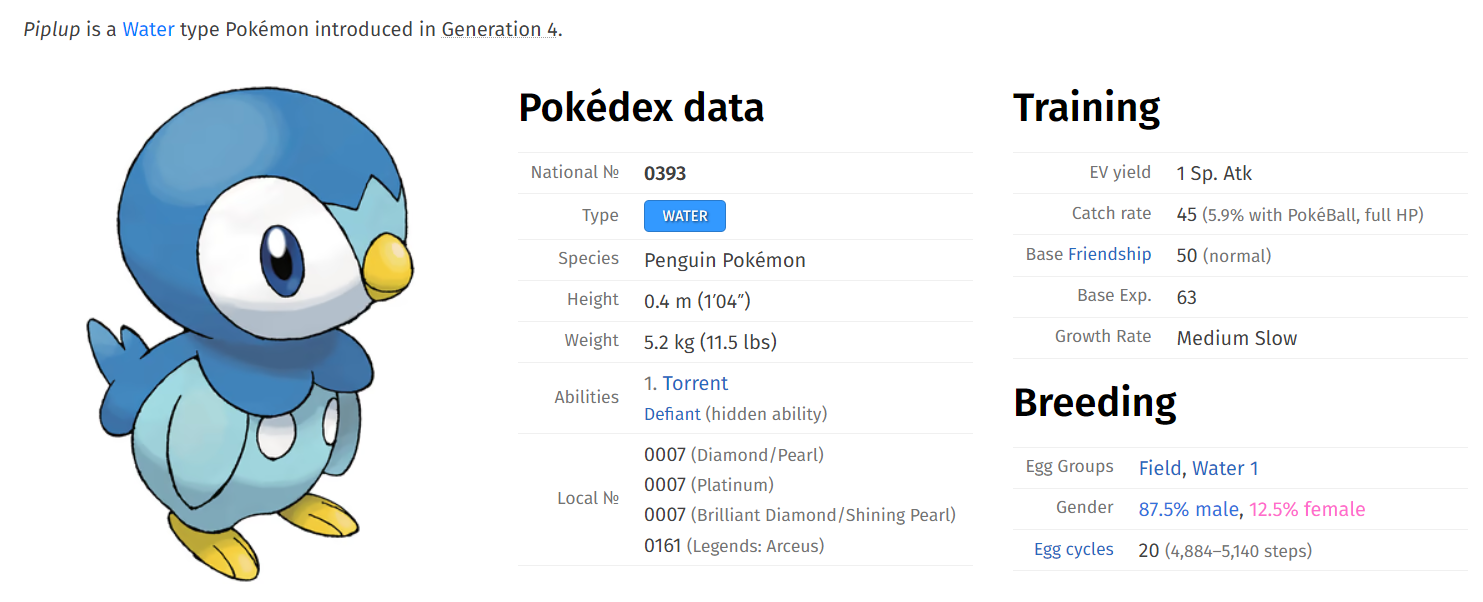 Piplup is a Water type Pokémon introduced in Generation 4.
Pokédex data
National № 0393
Type WATER
Species Penguin Pokémon
Height 0.4 m (1′04″)
Weight 5.2 kg (11.5 lbs)
Abilities 1. Torrent
Defiant (hidden ability)
Local № 0007 (Diamond/Pearl)
0007 (Platinum)
0007 (Brilliant Diamond/Shining Pearl)
0161 (Legends: Arceus)
Training
EV yield 1 Sp. Atk
Catch rate 45 (5.9% with PokéBall, full HP)
Base Friendship 50 (normal)
Base Exp. 63
Growth Rate Medium Slow
Breeding
Egg Groups Field, Water 1
Gender 87.5% male, 12.5% female
Egg cycles 20 (4,884–5,140 steps)